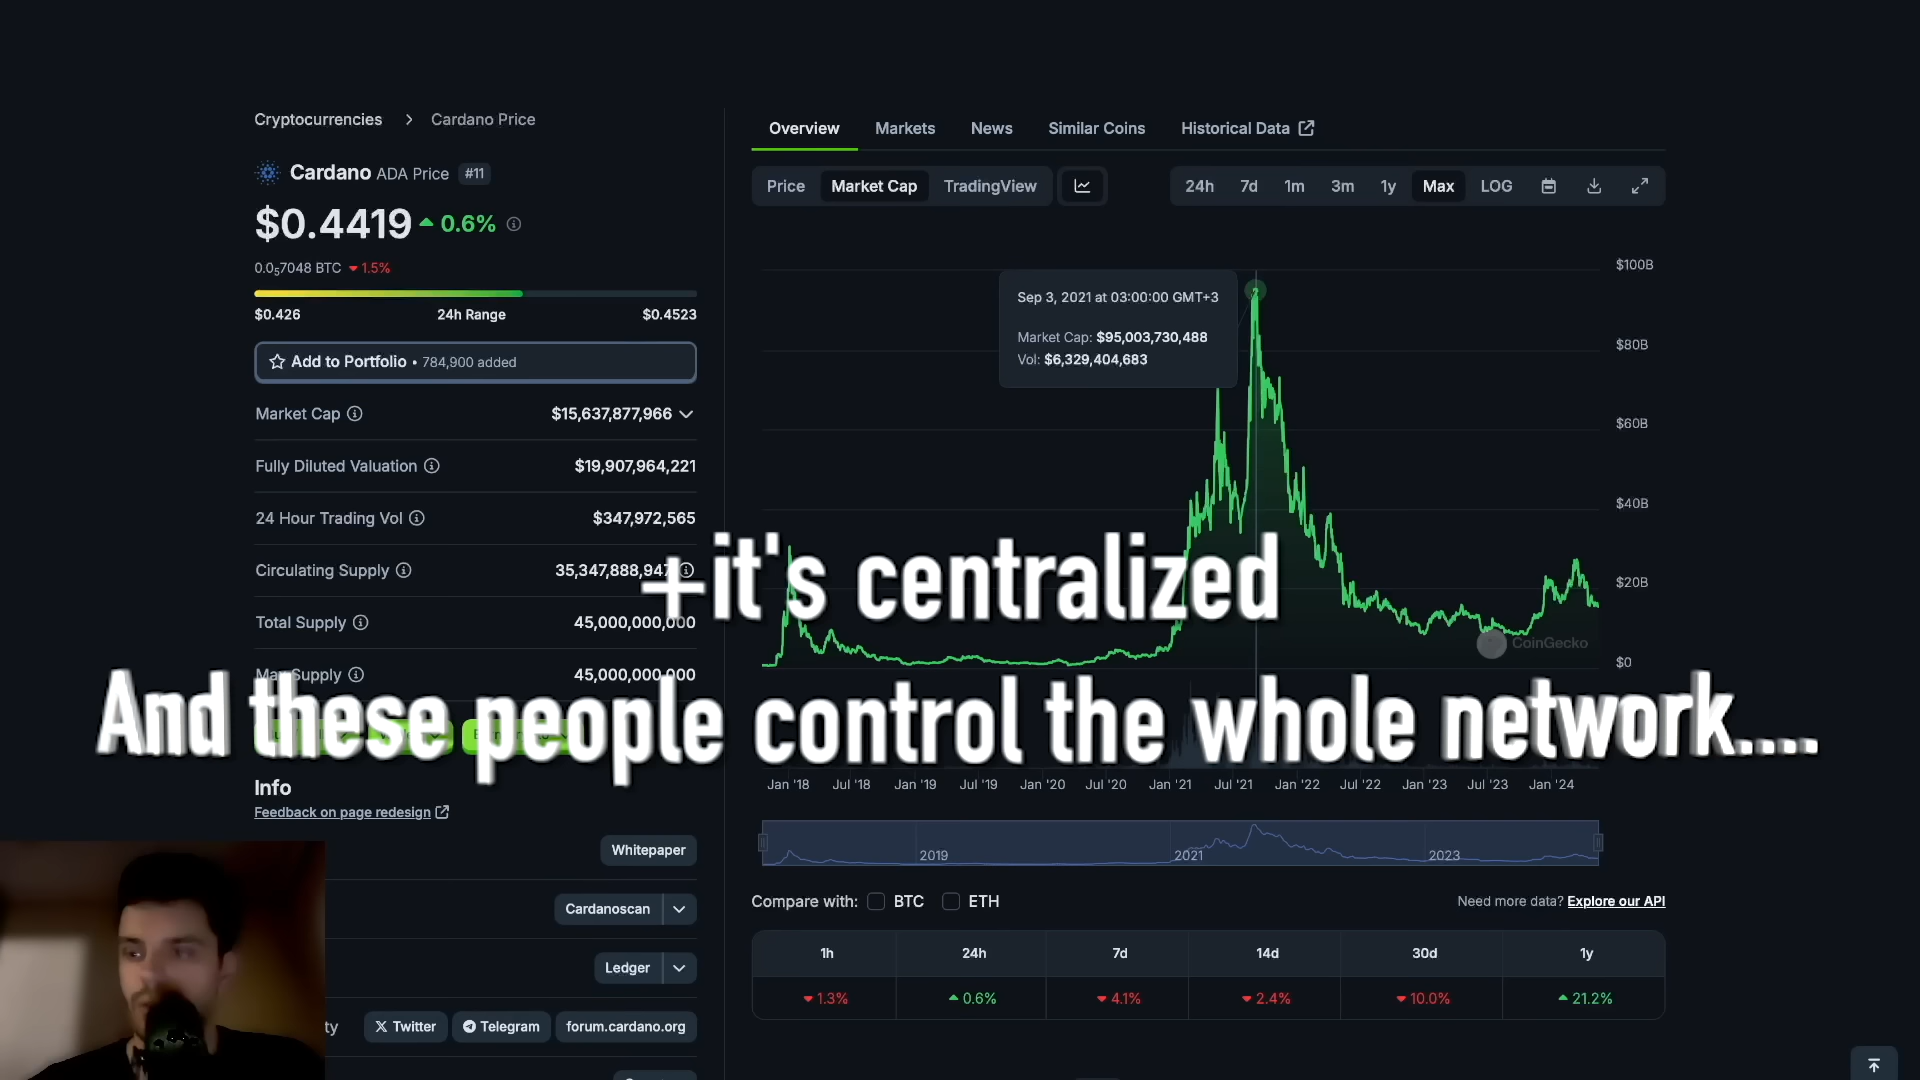 Cryptocurrencies > Cardano Price
Cardano ADA Price #11
$0.4419 0.6%
0.0₅7048 BTC 1.5%
$0.426 24h Range $0.4523
Add to Portfolio • 784,900 added
Market Cap $15,637,877,966
Fully Diluted Valuation $19,907,964,221
24 Hour Trading Vol $347,972,565
Circulating Supply 35,347,888,947
Total Supply 45,000,000,000
Max Supply 45,000,000,000
Info
Feedback on page redesign
Whitepaper
Cardanoscan
Ledger
ty Twitter Telegram forum.cardano.org
Overview Markets News Similar Coins Historical Data
Price Market Cap TradingView
24h 7d 1m 3m 1y Max LOG
Sep 3, 2021 at 03:00:00 GMT+3
Market Cap: $95,003,730,488
Vol: $6,329,404,683
$100B
$80B
$60B
$40B
$20B
$0
CoinGecko
+it's centralized
And these people control the whole network....
Jan '18 Jul '18 Jan '19 Jul '19 Jan '20 Jul '20 Jan '21 Jul '21 Jan '22 Jul '22 Jan '23 Jul '23 Jan '24
2019 2021 2023
Compare with: BTC ETH
Need more data? Explore our API
1h 24h 7d 14d 30d 1y
1.3% 0.6% 4.1% 2.4% 10.0% 21.2%